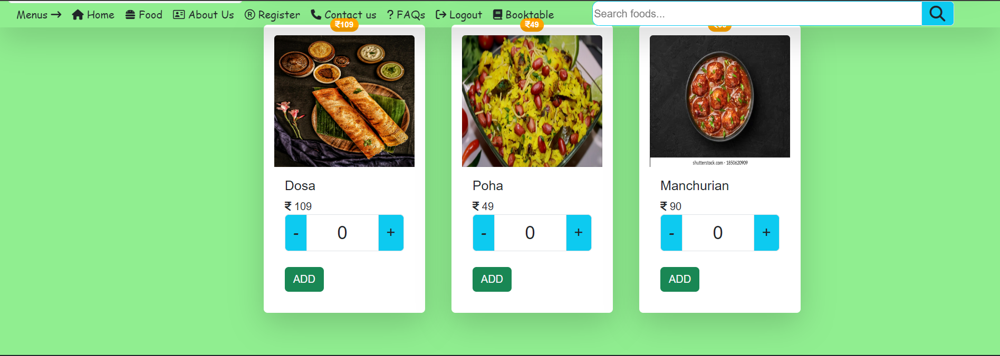 Menus → Home Food About Us Ⓡ Register Contact us ? FAQs Logout Booktable Search foods...
₹109 ₹49
shutterstock.com · 1850620909
Dosa Poha Manchurian
₹ 109 ₹ 49 ₹ 90
- 0 + - 0 + - 0 +
ADD ADD ADD